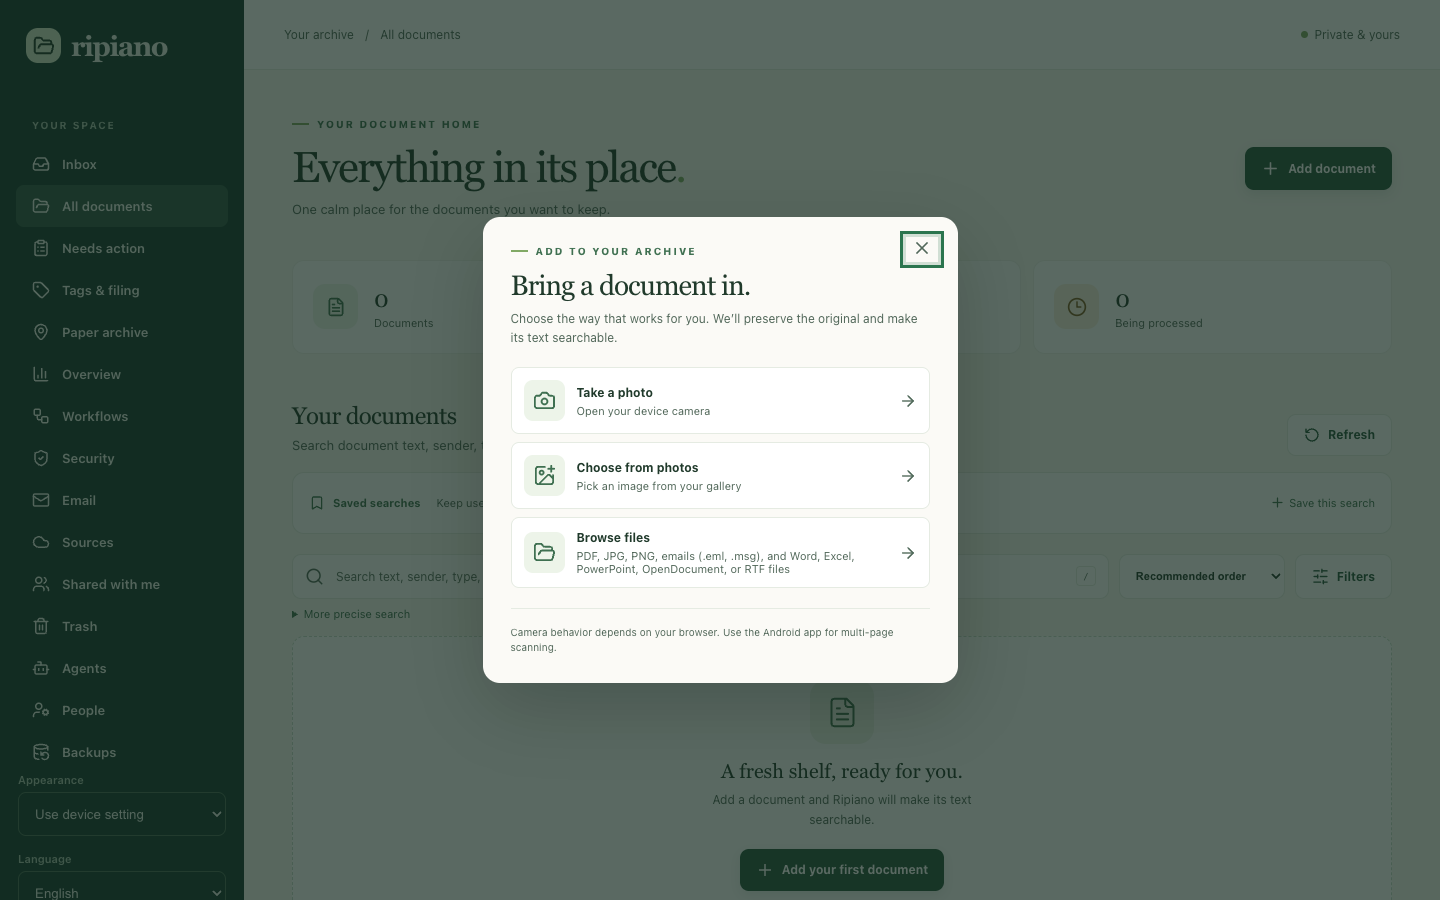 ripiano
Your archive / All documents
Private & yours
YOUR SPACE
Inbox
All documents
Needs action
Tags & filing
Paper archive
Overview
Workflows
Security
Email
Sources
Shared with me
Trash
Agents
People
Backups
Appearance
Use device setting
Language
English
YOUR DOCUMENT HOME
Everything in its place.
One calm place for the documents you want to keep.
Add document
0
Documents
0
Being processed
Your documents
Search document text, sender,
Refresh
Saved searches Keep use
Save this search
Search text, sender, type,
/
Recommended order
Filters
More precise search
ADD TO YOUR ARCHIVE
Bring a document in.
Choose the way that works for you. We'll preserve the original and make
its text searchable.
Take a photo
Open your device camera
Choose from photos
Pick an image from your gallery
Browse files
PDF, JPG, PNG, emails (.eml, .msg), and Word, Excel,
PowerPoint, OpenDocument, or RTF files
Camera behavior depends on your browser. Use the Android app for multi-page
scanning.
A fresh shelf, ready for you.
Add a document and Ripiano will make its text
searchable.
Add your first document